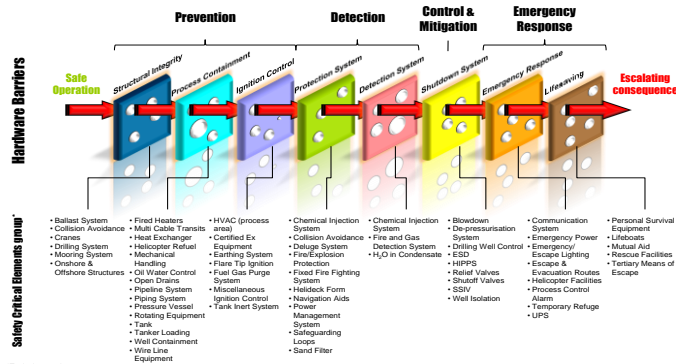 Prevention
Detection
Control &
Mitigation
Emergency
Response
Hardware Barriers
Safe
Operation
Structural Integrity
Process Containment
Ignition Control
Protection System
Detection System
Shutdown System
Emergency Response
Lifesaving
Escalating
consequence
Safety Critical Elements group*
• Ballast System
• Collision Avoidance
• Cranes
• Drilling System
• Mooring System
• Onshore &
Offshore Structures
• Fired Heaters
• Multi Cable Transits
• Heat Exchanger
• Helicopter Refuel
• Mechanical
Handling
• Oil Water Control
• Open Drains
• Pipeline System
• Piping System
• Pressure Vessel
• Rotating Equipment
• Tank
• Tanker Loading
• Well Containment
• Wire Line
Equipment
• HVAC (process
area)
• Certified Ex
Equipment
• Earthing System
• Flare Tip Ignition
• Fuel Gas Purge
System
• Miscellaneous
Ignition Control
• Tank Inert System
• Chemical Injection
System
• Collision Avoidance
• Deluge System
• Fire/Explosion
Protection
• Fixed Fire Fighting
System
• Helideck Form
• Navigation Aids
• Power
Management
System
• Safeguarding
Loops
• Sand Filter
• Chemical Injection
System
• Fire and Gas
Detection System
• H₂O in Condensate
• Blowdown
• De-pressurisation
System
• Drilling Well Control
• ESD
• HIPPS
• Relief Valves
• Shutoff Valves
• SSIV
• Well Isolation
• Communication
System
• Emergency Power
• Emergency/
Escape Lighting
• Escape &
Evacuation Routes
• Helicopter Facilities
• Process Control
Alarm
• Temporary Refuge
• UPS
• Personal Survival
Equipment
• Lifeboats
• Mutual Aid
• Rescue Facilities
• Tertiary Means of
Escape